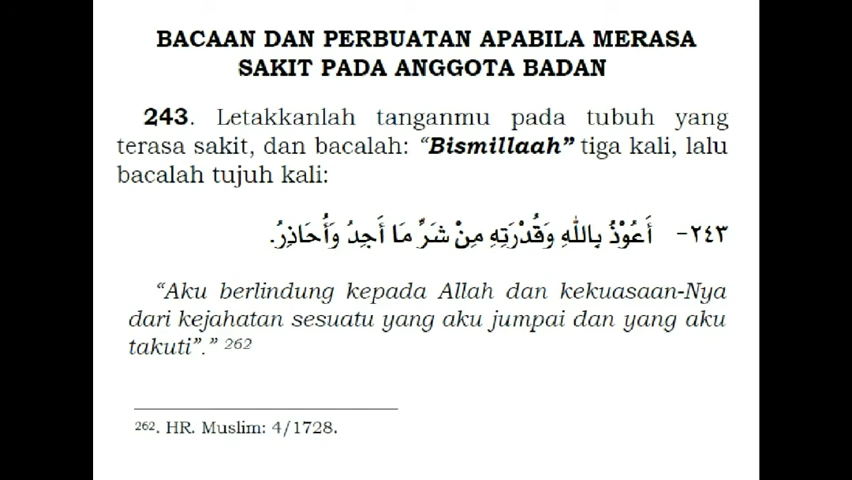 BACAAN DAN PERBUATAN APABILA MERASA
SAKIT PADA ANGGOTA BADAN
243. Letakkanlah tanganmu pada tubuh yang
terasa sakit, dan bacalah: “Bismillaah” tiga kali, lalu
bacalah tujuh kali:
٢٤٣- أَعُوْذُ بِاللهِ وَقُدْرَتِهِ مِنْ شَرِّ مَا أَجِدُ وَأُحَاذِرُ.
“Aku berlindung kepada Allah dan kekuasaan-Nya
dari kejahatan sesuatu yang aku jumpai dan yang aku
takuti”.” 262
262. HR. Muslim: 4/1728.